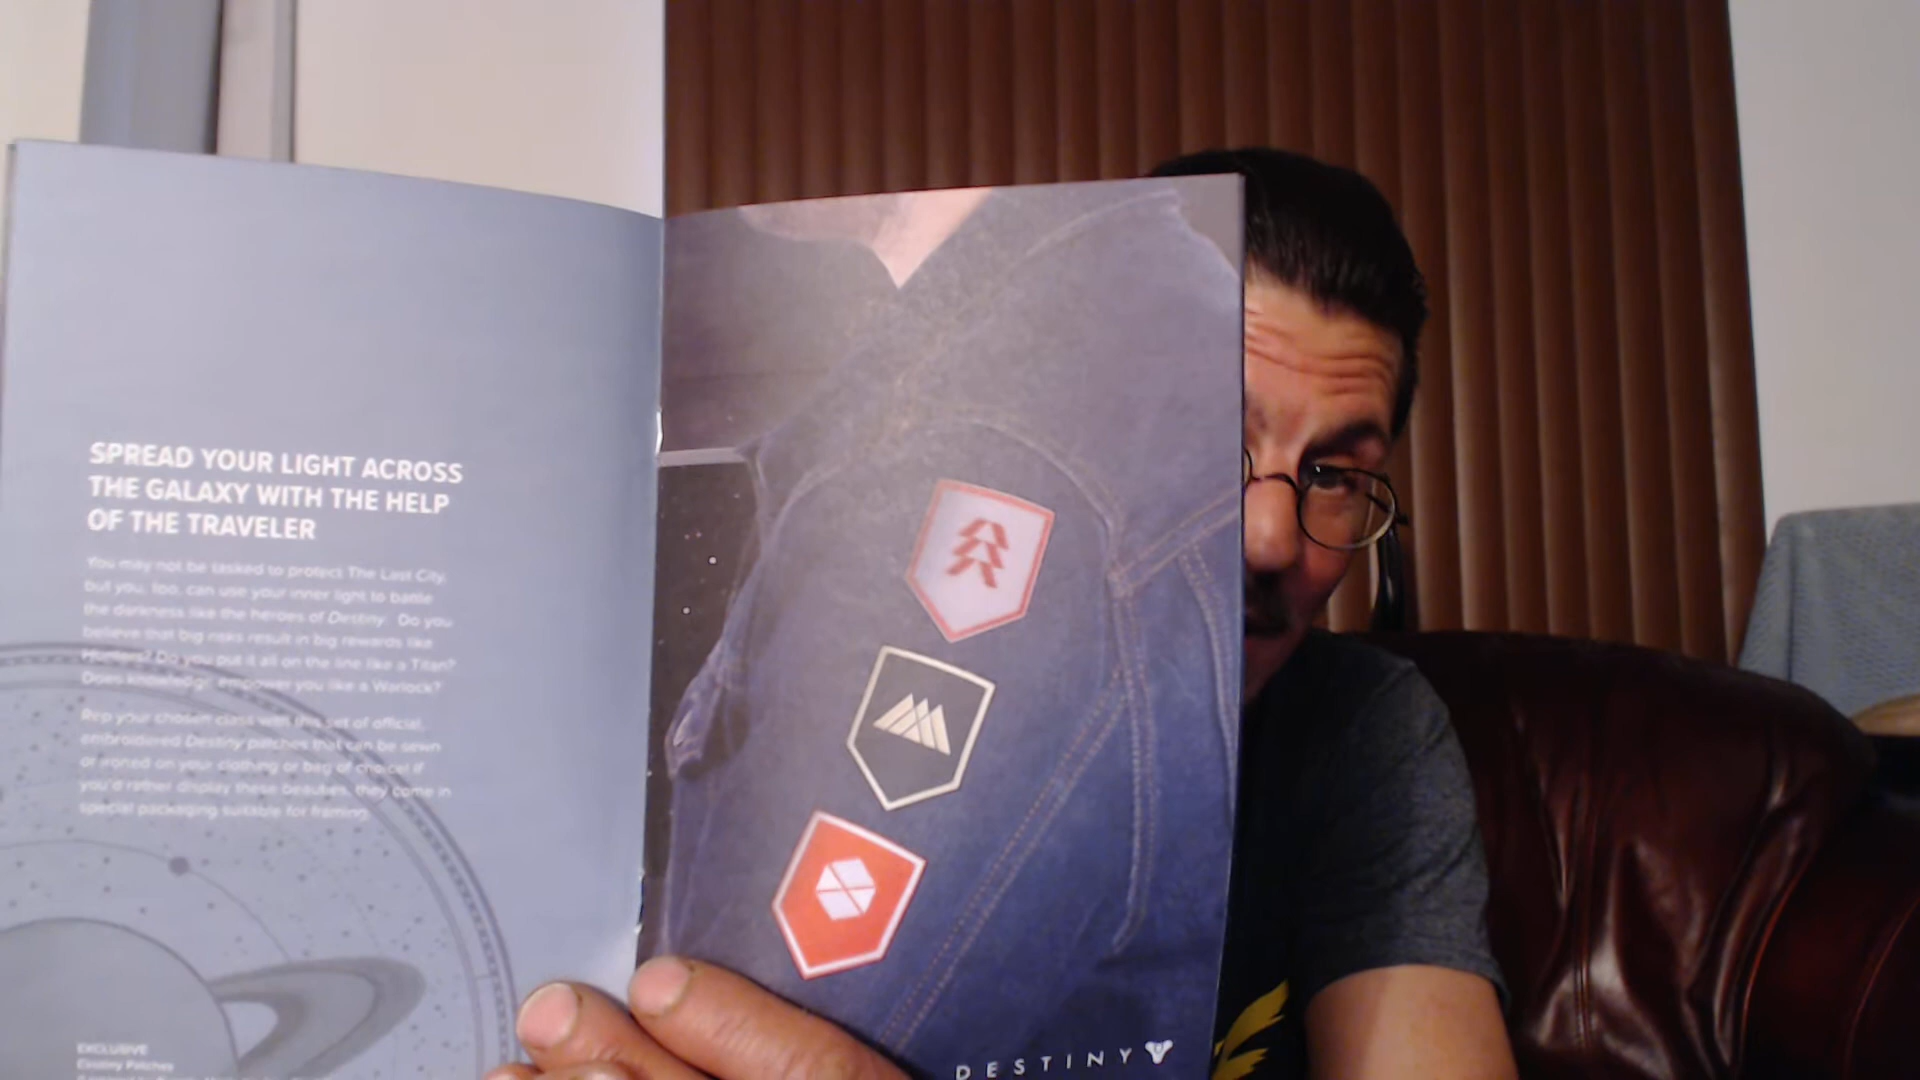 SPREAD YOUR LIGHT ACROSS
THE GALAXY WITH THE HELP
OF THE TRAVELER
You may not be tasked to protect The Last City,
but you, too, can use your inner light to battle
the darkness like the heroes of Destiny. Do you
believe that big risks result in big rewards like
Hunters? Do you put it all on the line like a Titan?
Does knowledge empower you like a Warlock?
Rep your chosen class with this set of official,
embroidered Destiny patches that can be sewn
or ironed on your clothing or bag of choice! If
you'd rather display these beauties, they come in
special packaging suitable for framing.
EXCLUSIVE
Destiny Patches
DESTINY